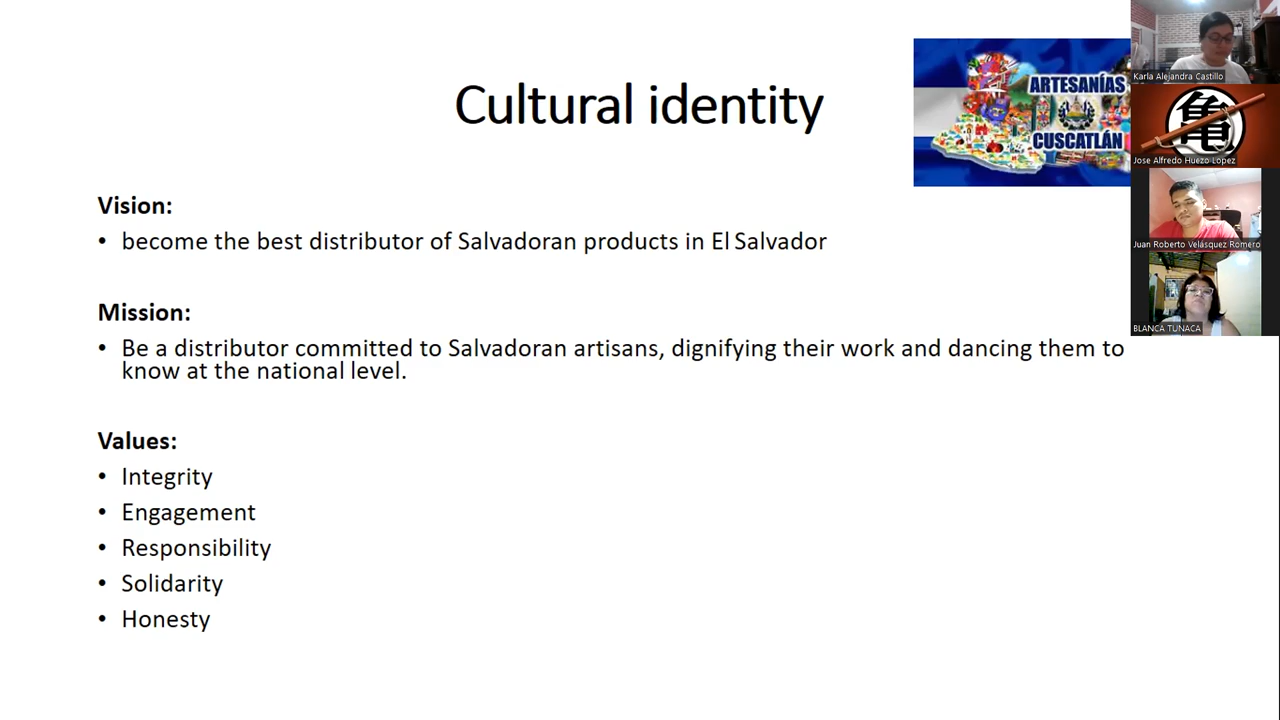 Cultural identity
ARTESANÍAS
CUSCATLÁN
Vision:
• become the best distributor of Salvadoran products in El Salvador
Mission:
• Be a distributor committed to Salvadoran artisans, dignifying their work and dancing them to
know at the national level.
Values:
• Integrity
• Engagement
• Responsibility
• Solidarity
• Honesty
Karla Alejandra Castillo
亀
Jose Alfredo Huezo Lopez
Juan Roberto Velásquez Romero
BLANCA TUNACA